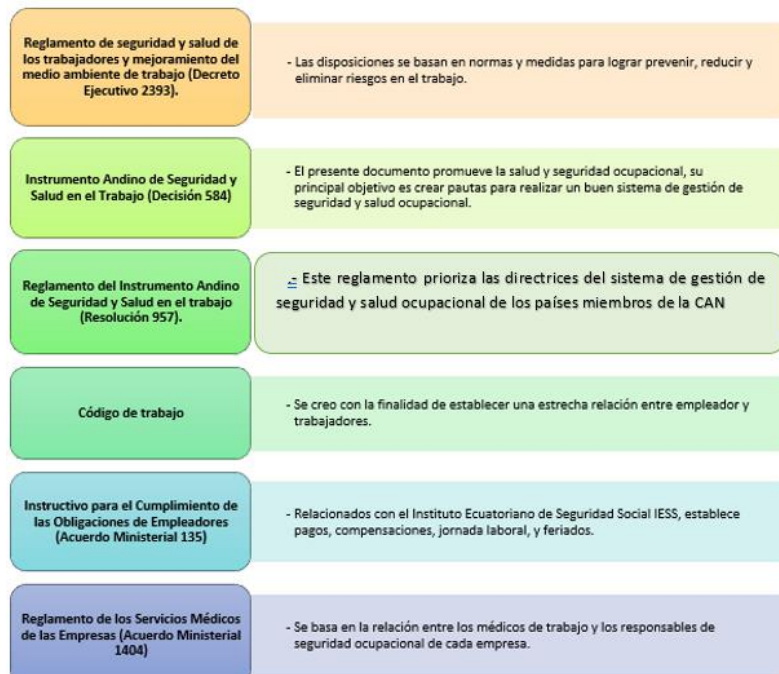 Reglamento de seguridad y salud de
los trabajadores y mejoramiento del
medio ambiente de trabajo (Decreto
Ejecutivo 2393).
- Las disposiciones se basan en normas y medidas para lograr prevenir, reducir y
eliminar riesgos en el trabajo.
Instrumento Andino de Seguridad y
Salud en el Trabajo (Decisión 584)
- El presente documento promueve la salud y seguridad ocupacional, su
principal objetivo es crear pautas para realizar un buen sistema de gestión de
seguridad y salud ocupacional.
Reglamento del Instrumento Andino
de Seguridad y Salud en el trabajo
(Resolución 957).
.- Este reglamento prioriza las directrices del sistema de gestión de
seguridad y salud ocupacional de los países miembros de la CAN
Código de trabajo
- Se creo con la finalidad de establecer una estrecha relación entre empleador y
trabajadores.
Instructivo para el Cumplimiento de
las Obligaciones de Empleadores
(Acuerdo Ministerial 135)
- Relacionados con el Instituto Ecuatoriano de Seguridad Social IESS, establece
pagos, compensaciones, jornada laboral, y feriados.
Reglamento de los Servicios Médicos
de las Empresas (Acuerdo Ministerial
1404)
- Se basa en la relación entre los médicos de trabajo y los responsables de
seguridad ocupacional de cada empresa.